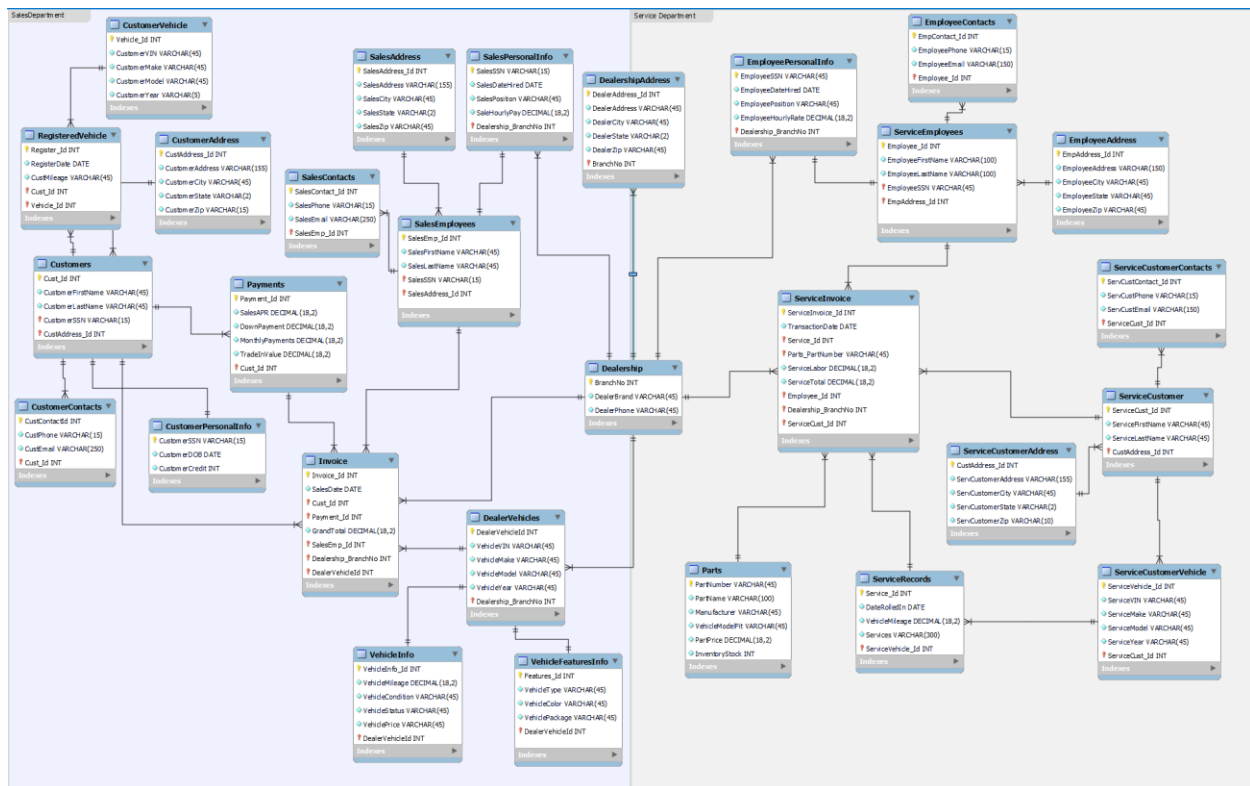 SalesDepartment
CustomerVehicle
Vehicle_Id INT
CustomerVIN VARCHAR(45)
CustomerMake VARCHAR(45)
CustomerModel VARCHAR(45)
CustomerYear VARCHAR(5)
Indexes
RegisteredVehicle
Register_Id INT
RegisterDate DATE
CustMileage VARCHAR(45)
Cust_Id INT
Vehicle_Id INT
Indexes
CustomerAddress
CustAddress_Id INT
CustomerAddress VARCHAR(155)
CustomerCity VARCHAR(45)
CustomerState VARCHAR(2)
CustomerZip VARCHAR(15)
Indexes
Customers
Cust_Id INT
CustomerFirstName VARCHAR(45)
CustomerLastName VARCHAR(45)
CustomerSSN VARCHAR(15)
CustAddress_Id INT
Indexes
CustomerContacts
CustContactId INT
CustPhone VARCHAR(15)
CustEmail VARCHAR(250)
Cust_Id INT
Indexes
CustomerPersonalInfo
CustomerSSN VARCHAR(15)
CustomerDOB DATE
CustomerCredit INT
Indexes
Payments
Payment_Id INT
SalesAPR DECIMAL(18,2)
DownPayment DECIMAL(18,2)
MonthlyPayments DECIMAL(18,2)
TradeInValue DECIMAL(18,2)
Cust_Id INT
Indexes
SalesAddress
SalesAddress_Id INT
SalesAddress VARCHAR(155)
SalesCity VARCHAR(45)
SalesState VARCHAR(2)
SalesZip VARCHAR(45)
Indexes
SalesPersonalInfo
SalesSSN VARCHAR(15)
SalesDateHired DATE
SalesPosition VARCHAR(45)
SaleHourlyPay DECIMAL(18,2)
Dealership_BranchNo INT
Indexes
SalesContacts
SalesContact_Id INT
SalesPhone VARCHAR(15)
SalesEmail VARCHAR(250)
SalesEmp_Id INT
Indexes
SalesEmployees
SalesEmp_Id INT
SalesFirstName VARCHAR(45)
SalesLastName VARCHAR(45)
SalesSSN VARCHAR(15)
SalesAddress_Id INT
Indexes
DealershipAddress
DealerAddress_Id INT
DealerAddress VARCHAR(45)
DealerCity VARCHAR(45)
DealerState VARCHAR(2)
DealerZip VARCHAR(45)
BranchNo INT
Indexes
Dealership
BranchNo INT
DealerBrand VARCHAR(45)
DealerPhone VARCHAR(45)
Indexes
Invoice
Invoice_Id INT
SalesDate DATE
Cust_Id INT
Payment_Id INT
GrandTotal DECIMAL(18,2)
SalesEmp_Id INT
Dealership_BranchNo INT
DealerVehicleId INT
Indexes
DealerVehicles
DealerVehicleId INT
VehicleVIN VARCHAR(45)
VehicleMake VARCHAR(45)
VehicleModel VARCHAR(45)
VehicleYear VARCHAR(45)
Dealership_BranchNo INT
Indexes
VehicleInfo
VehicleInfo_Id INT
VehicleMileage DECIMAL(18,2)
VehicleCondition VARCHAR(45)
VehicleStatus VARCHAR(45)
VehiclePrice VARCHAR(45)
DealerVehicleId INT
Indexes
VehicleFeaturesInfo
Features_Id INT
VehicleType VARCHAR(45)
VehicleColor VARCHAR(45)
VehiclePackage VARCHAR(45)
DealerVehicleId INT
Indexes
Service Department
EmployeePersonalInfo
EmployeeSSN VARCHAR(45)
EmployeeDateHired DATE
EmployeePosition VARCHAR(45)
EmployeeHourlyRate DECIMAL(18,2)
Dealership_BranchNo INT
Indexes
EmployeeContacts
EmpContact_Id INT
EmployeePhone VARCHAR(15)
EmployeeEmail VARCHAR(150)
Employee_Id INT
Indexes
ServiceEmployees
Employee_Id INT
EmployeeFirstName VARCHAR(100)
EmployeeLastName VARCHAR(100)
EmployeeSSN VARCHAR(45)
EmpAddress_Id INT
Indexes
EmployeeAddress
EmpAddress_Id INT
EmployeeAddress VARCHAR(150)
EmployeeCity VARCHAR(45)
EmployeeState VARCHAR(45)
EmployeeZip VARCHAR(45)
Indexes
ServiceInvoice
ServiceInvoice_Id INT
TransactionDate DATE
Service_Id INT
Parts_PartNumber VARCHAR(45)
ServiceLabor DECIMAL(18,2)
ServiceTotal DECIMAL(18,2)
Employee_Id INT
Dealership_BranchNo INT
ServiceCust_Id INT
Indexes
ServiceCustomerContacts
ServCustContact_Id INT
ServCustPhone VARCHAR(15)
ServCustEmail VARCHAR(150)
ServiceCust_Id INT
Indexes
ServiceCustomer
ServiceCust_Id INT
ServiceFirstName VARCHAR(45)
ServiceLastName VARCHAR(45)
CustAddress_Id INT
Indexes
ServiceCustomerAddress
CustAddress_Id INT
ServCustomerAddress VARCHAR(155)
ServCustomerCity VARCHAR(45)
ServCustomerState VARCHAR(2)
ServCustomerZip VARCHAR(10)
Indexes
Parts
PartNumber VARCHAR(45)
PartName VARCHAR(100)
Manufacturer VARCHAR(45)
VehicleModelFit VARCHAR(45)
PartPrice DECIMAL(18,2)
InventoryStock INT
Indexes
ServiceRecords
Service_Id INT
DateRolledIn DATE
VehicleMileage DECIMAL(18,2)
Services VARCHAR(300)
ServiceVehicle_Id INT
Indexes
ServiceCustomerVehicle
ServiceVehicle_Id INT
ServiceVIN VARCHAR(45)
ServiceMake VARCHAR(45)
ServiceModel VARCHAR(45)
ServiceYear VARCHAR(45)
ServiceCust_Id INT
Indexes